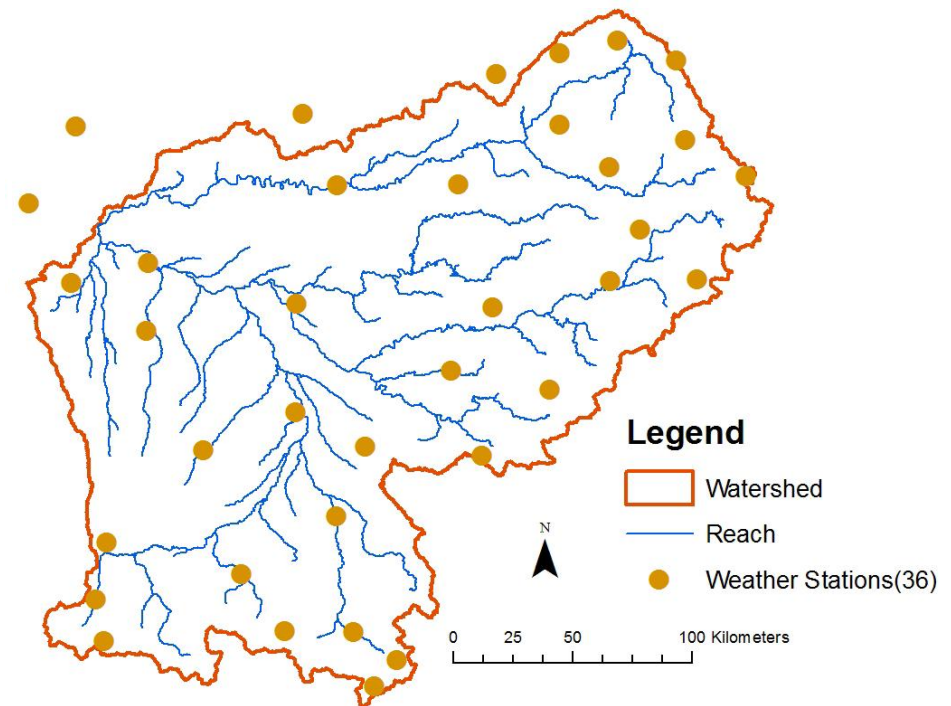 Legend
Watershed
Reach
N
Weather Stations(36)
0 25 50 100 Kilometers